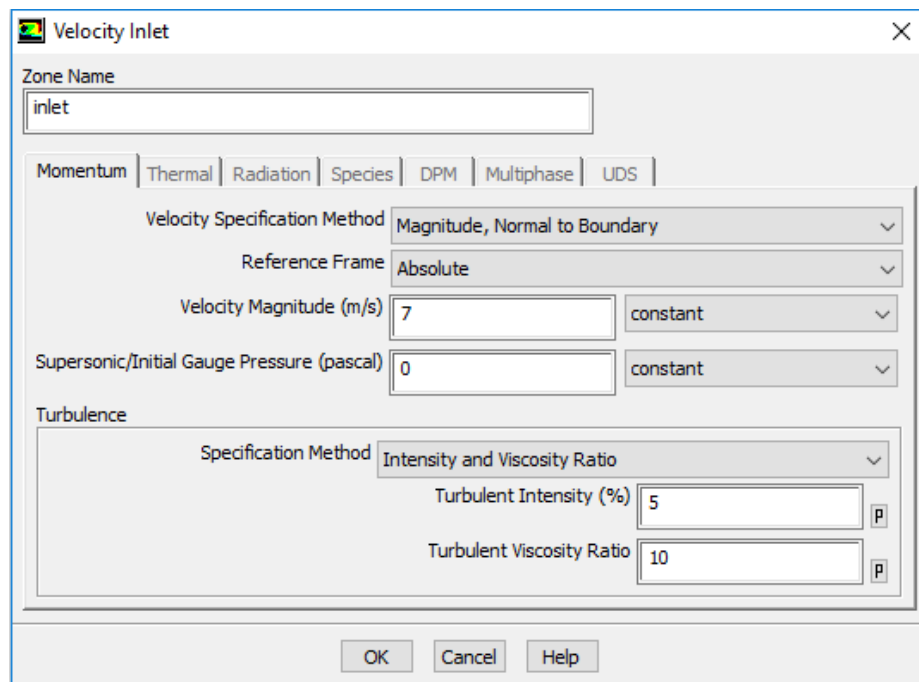 Velocity Inlet
Zone Name
inlet
Momentum Thermal Radiation Species DPM Multiphase UDS
Velocity Specification Method Magnitude, Normal to Boundary
Reference Frame Absolute
Velocity Magnitude (m/s) 7 constant
Supersonic/Initial Gauge Pressure (pascal) 0 constant
Turbulence
Specification Method Intensity and Viscosity Ratio
Turbulent Intensity (%) 5 P
Turbulent Viscosity Ratio 10 P
OK Cancel Help